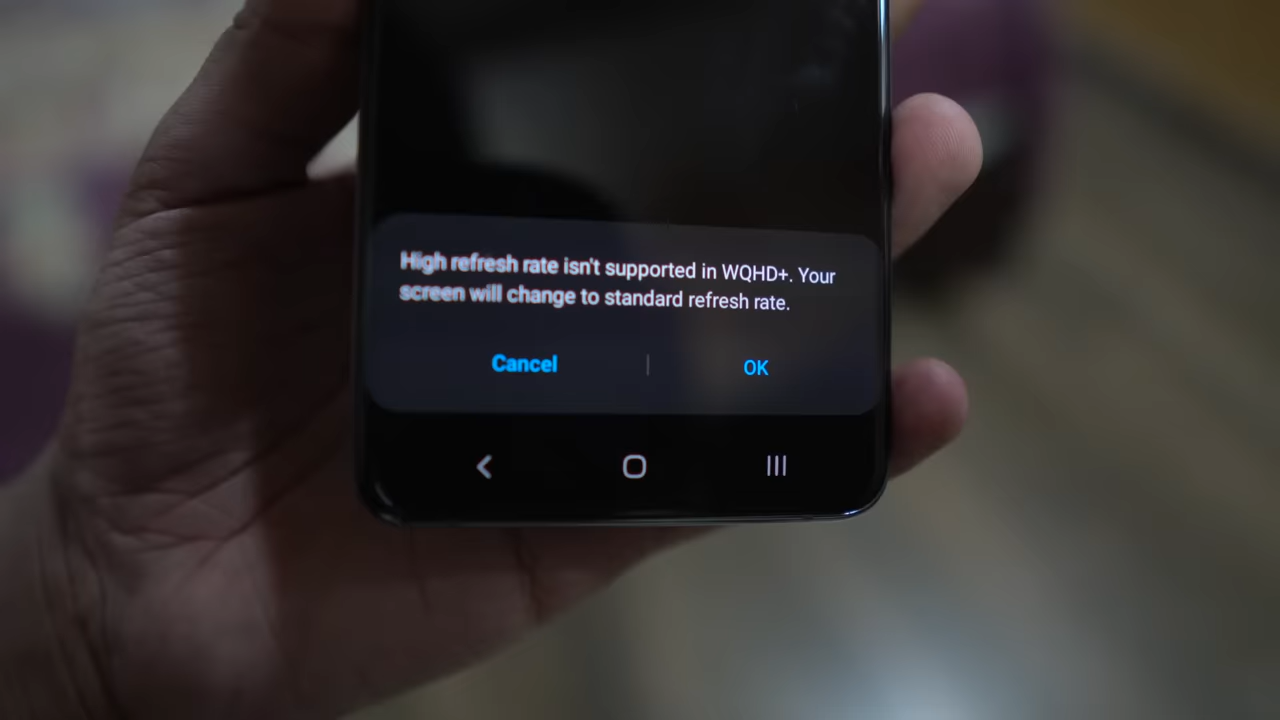 High refresh rate isn't supported in WQHD+. Your
screen will change to standard refresh rate.
Cancel | OK